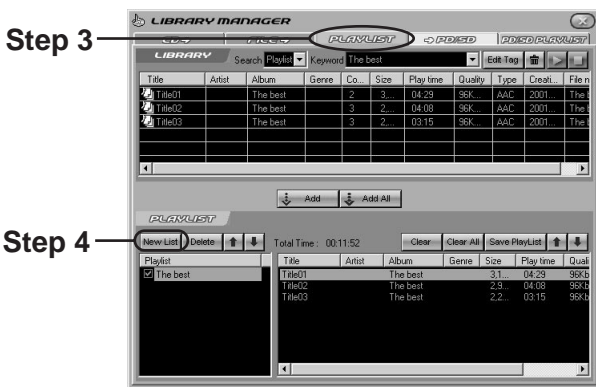 LIBRARY MANAGER
Step 3
CD➔ FILE➔ PLAYLIST ➔PD/SD PD/SD PLAYLIST
LIBRARY Search Playlist Keyword The best Edit Tag
Title Artist Album Genre Co... Size Play time Quality Type Creati... File n
Title01 The best 2 3,... 04:29 96K... AAC 2001... The
Title02 The best 3 2,... 04:08 96K... AAC 2001... The
Title03 The best 3 2,... 03:15 96K... AAC 2001... The
Add Add All
PLAYLIST
Step 4
New List Delete Total Time : 00:11:52 Clear Clear All Save PlayList
Playlist Title Artist Album Genre Size Play time Quali
The best Title01 The best 3,1... 04:29 96Kb
Title02 The best 2,9... 04:08 96Kb
Title03 The best 2,2... 03:15 96Kb